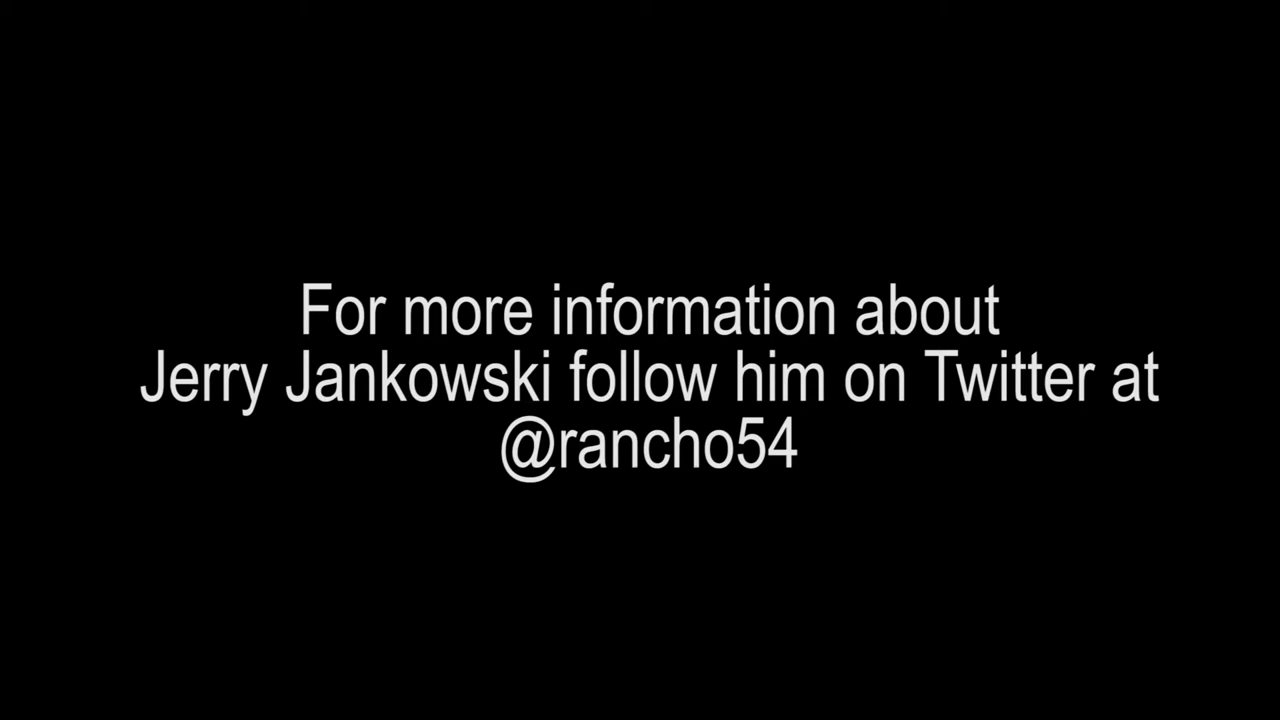 For more information about
Jerry Jankowski follow him on Twitter at
@rancho54